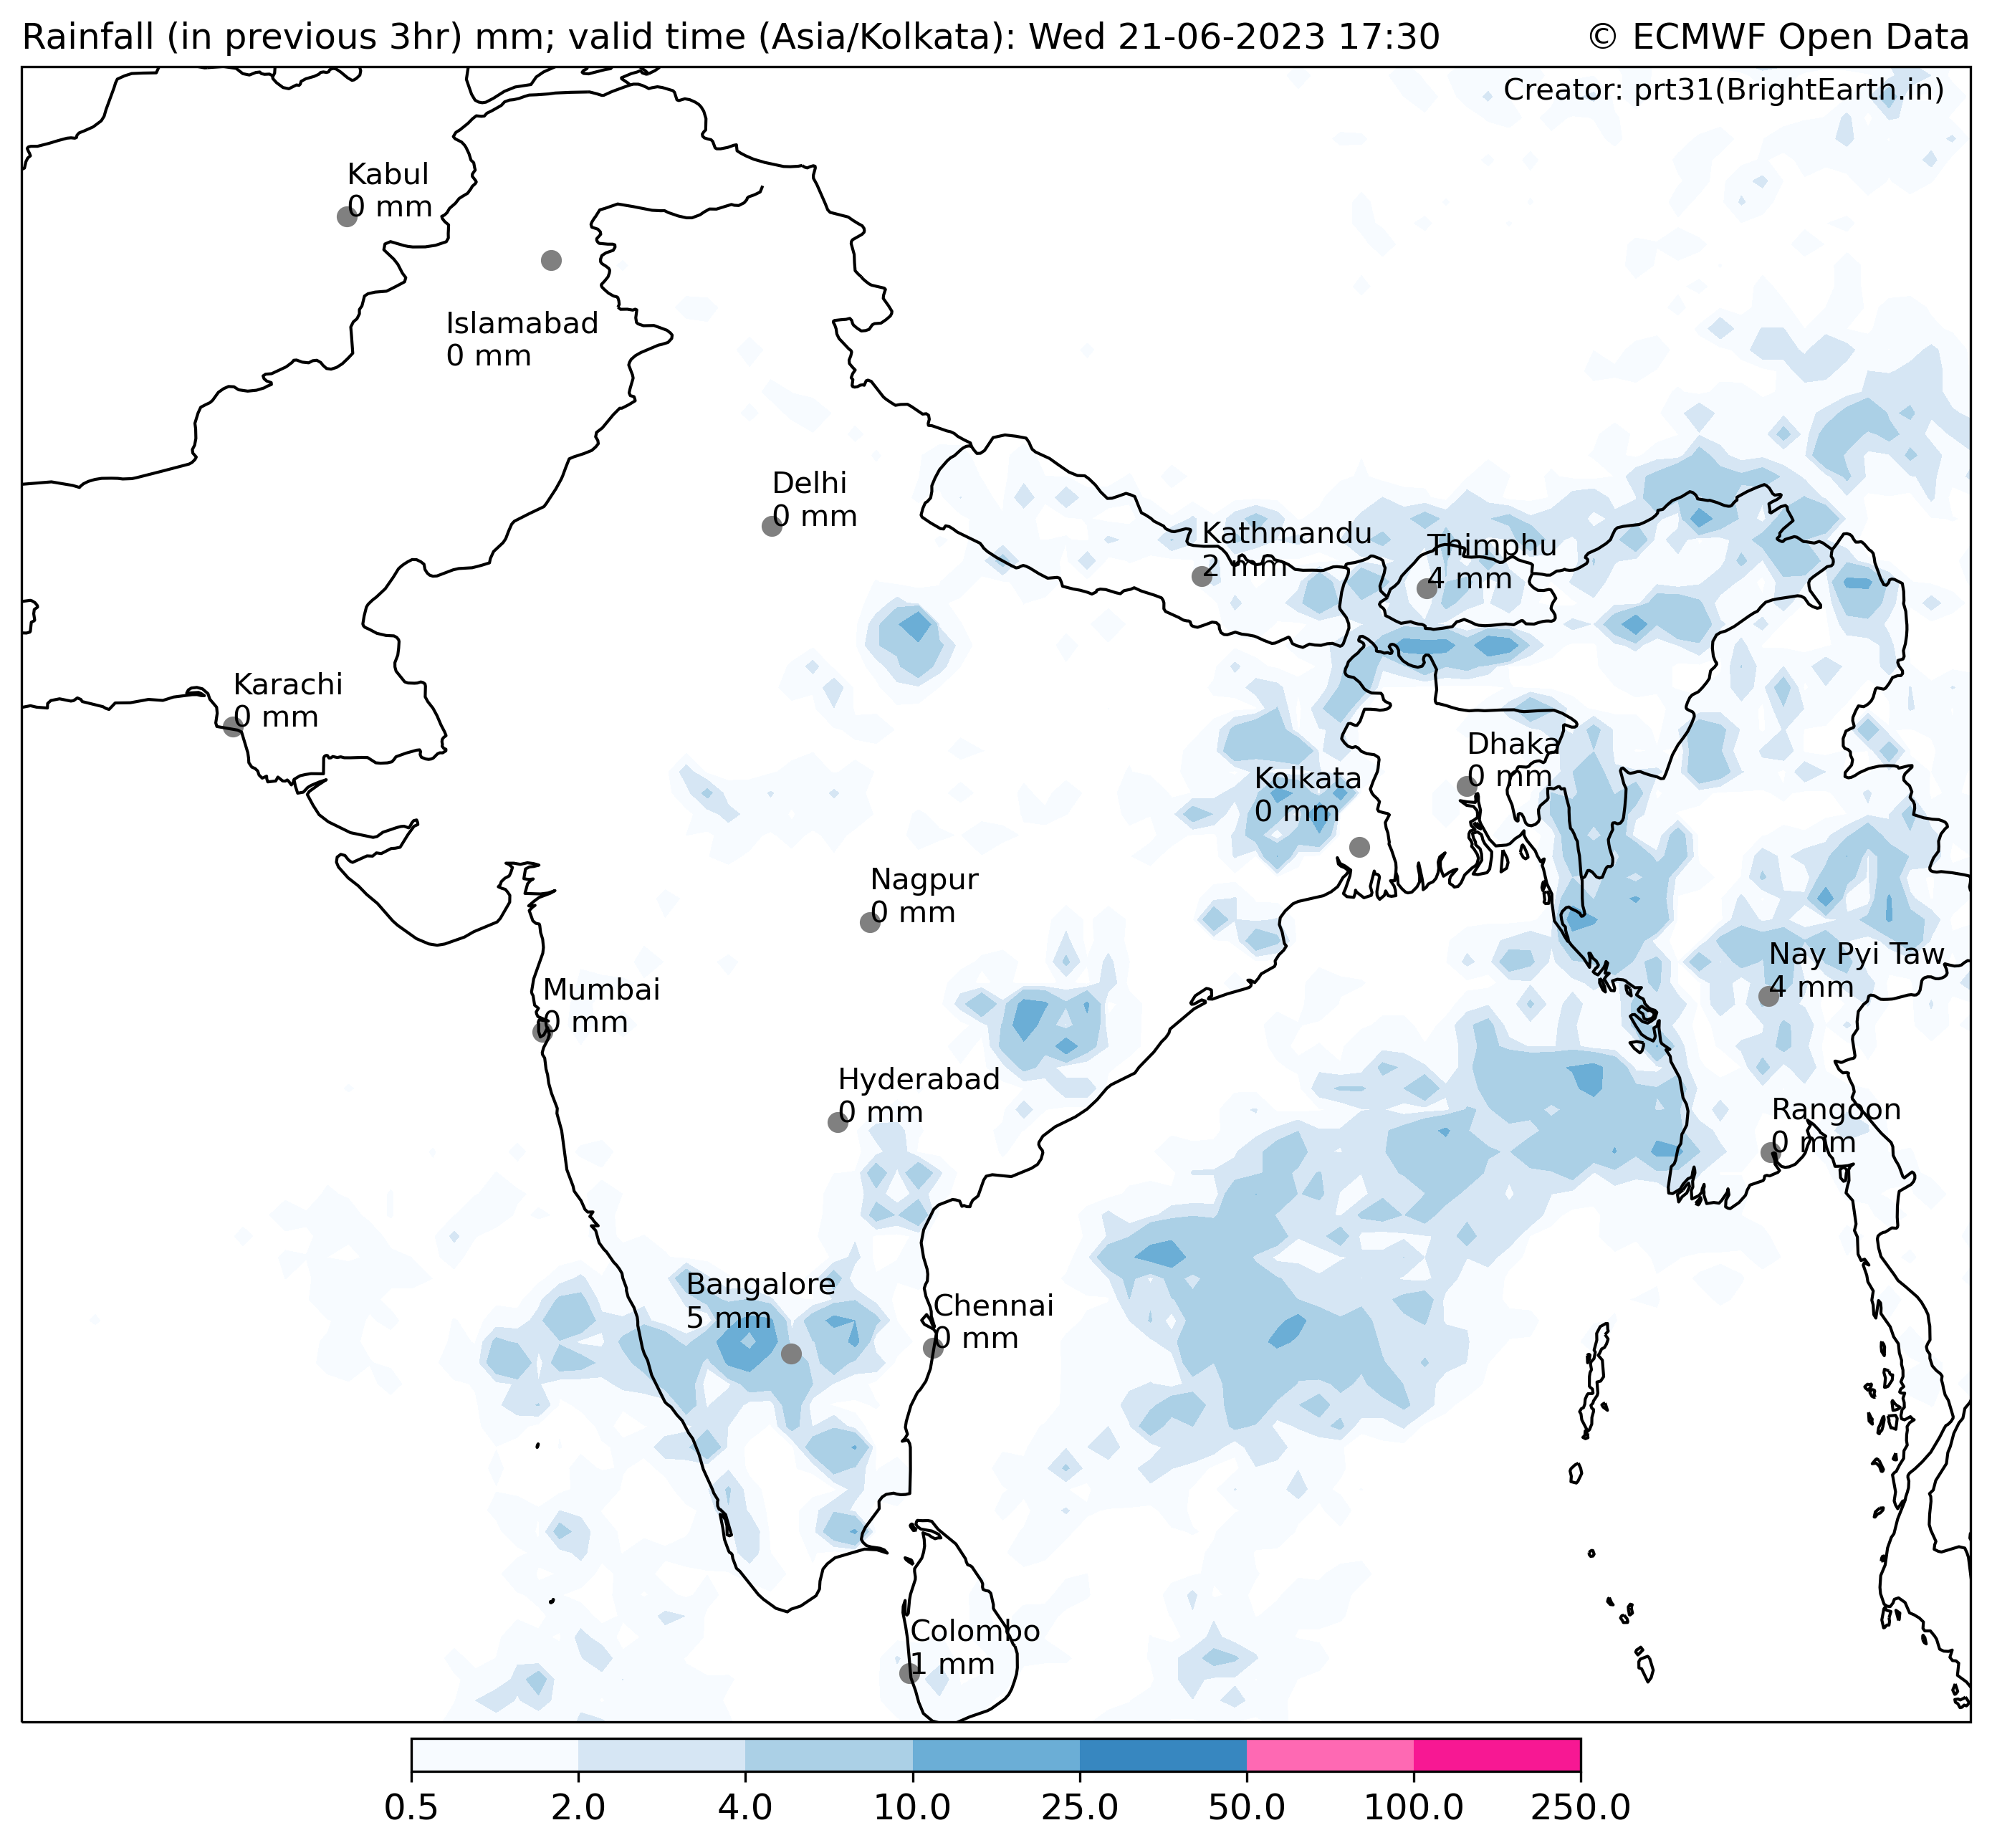 Rainfall (in previous 3hr) mm; valid time (Asia/Kolkata): Wed 21-06-2023 17:30
© ECMWF Open Data
Creator: prt31(BrightEarth.in)
Kabul
0 mm
Islamabad
0 mm
Delhi
0 mm
Kathmandu
2 mm
Thimphu
4 mm
Karachi
0 mm
Dhaka
0 mm
Kolkata
0 mm
Nagpur
0 mm
Nay Pyi Taw
4 mm
Mumbai
0 mm
Hyderabad
0 mm
Rangoon
0 mm
Bangalore
5 mm
Chennai
0 mm
Colombo
1 mm
0.5 2.0 4.0 10.0 25.0 50.0 100.0 250.0